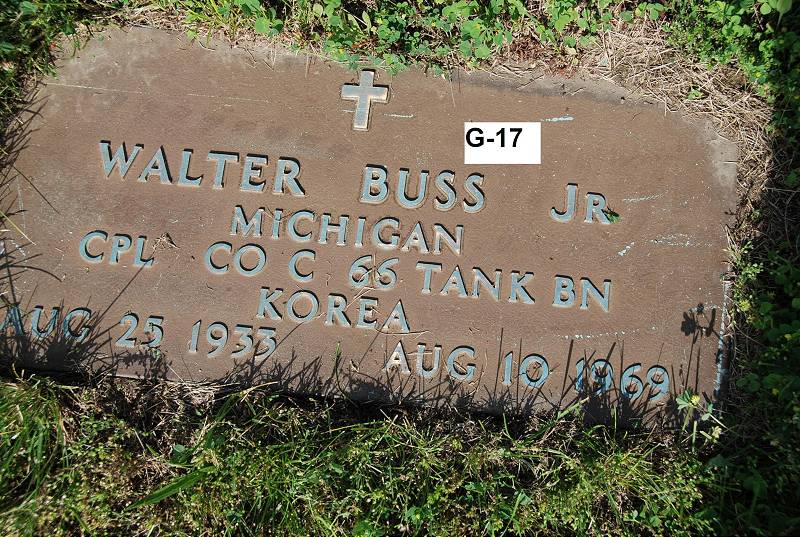 G-17
WALTER BUSS JR
MICHIGAN
CPL CO C 66 TANK BN
KOREA
AUG 25 1933 AUG 10 1969